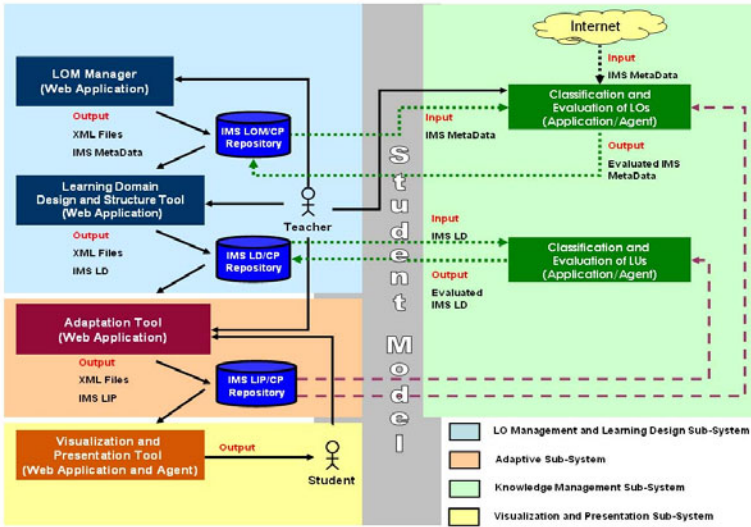 Internet
Input
IMS MetaData
LOM Manager
(Web Application)
Output
XML Files
IMS MetaData
IMS LOM/CP
Repository
Input
IMS MetaData
Classification and
Evaluation of LOs
(Application/Agent)
Output
Evaluated IMS
MetaData
Learning Domain
Design and Structure Tool
(Web Application)
Teacher
Output
XML Files
IMS LD
IMS LD/CP
Repository
Input
IMS LD
Output
Evaluated
IMS LD
Classification and
Evaluation of LUs
(Application/Agent)
Student Model
Adaptation Tool
(Web Application)
Output
XML Files
IMS LIP
IMS LIP/CP
Repository
Visualization and
Presentation Tool
(Web Application and Agent)
Output
Student
LO Management and Learning Design Sub-System
Adaptive Sub-System
Knowledge Management Sub-System
Visualization and Presentation Sub-System